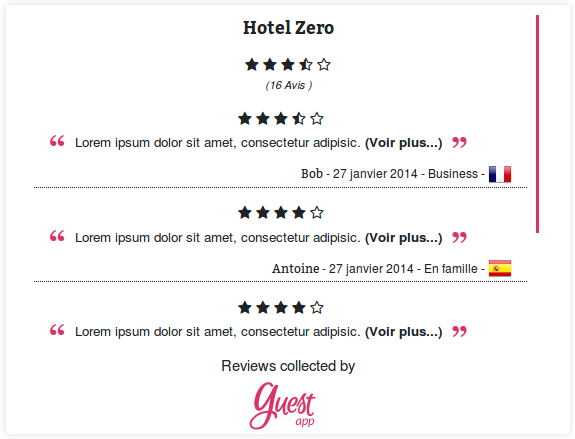 Hotel Zero
(16 Avis )
“ Lorem ipsum dolor sit amet, consectetur adipisic. (Voir plus...) ”
Bob - 27 janvier 2014 - Business -
“ Lorem ipsum dolor sit amet, consectetur adipisic. (Voir plus...) ”
Antoine - 27 janvier 2014 - En famille -
“ Lorem ipsum dolor sit amet, consectetur adipisic. (Voir plus...) ”
Reviews collected by
guest
app